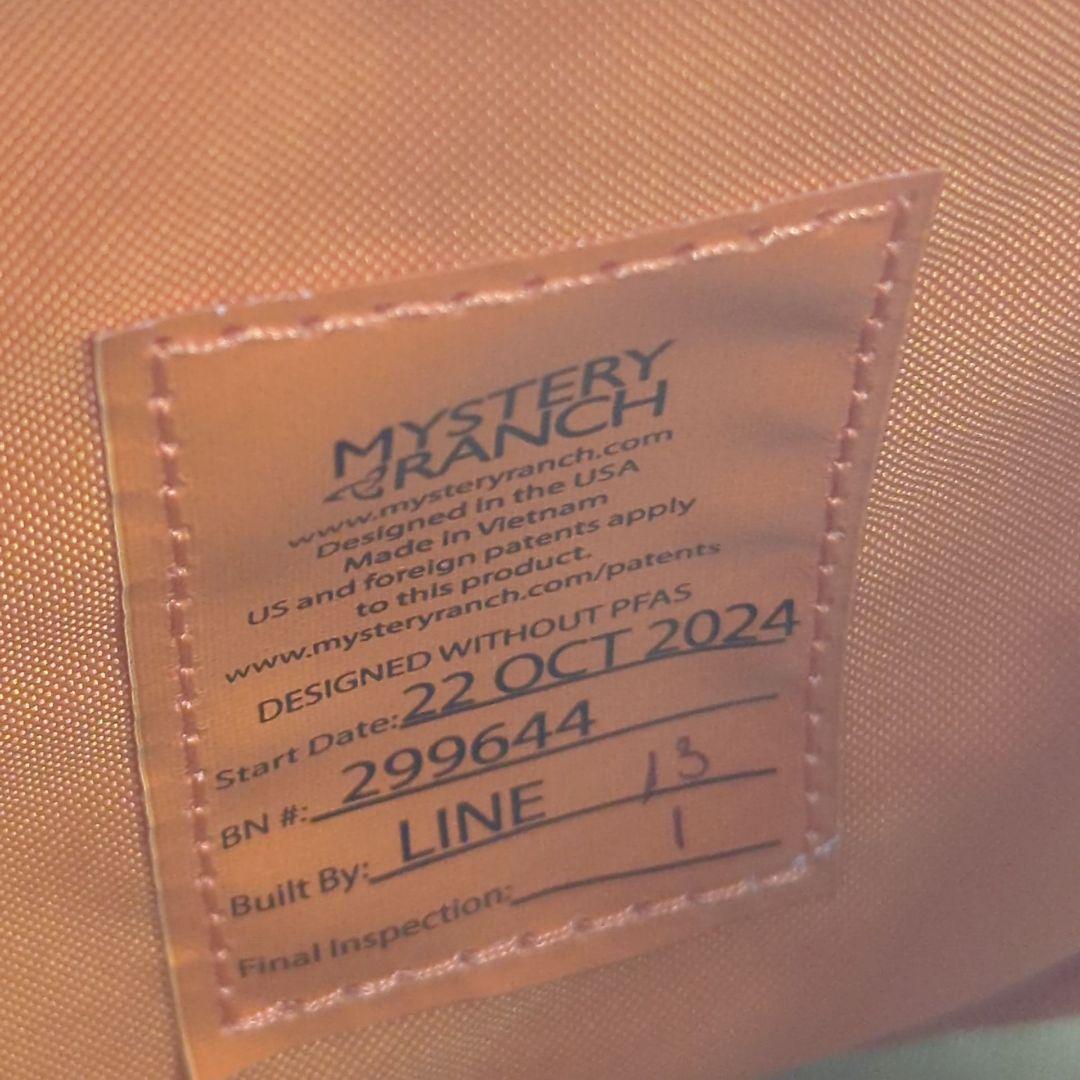 MYSTERY
RANCH
www.mysteryranch.com
Designed in the USA
Made in Vietnam
US and foreign patents apply
to this product.
www.mysteryranch.com/patents
DESIGNED WITHOUT PFAS
Start Date: 22 OCT 2024
BN #: 299644
Built By: LINE 13
Final Inspection: 1